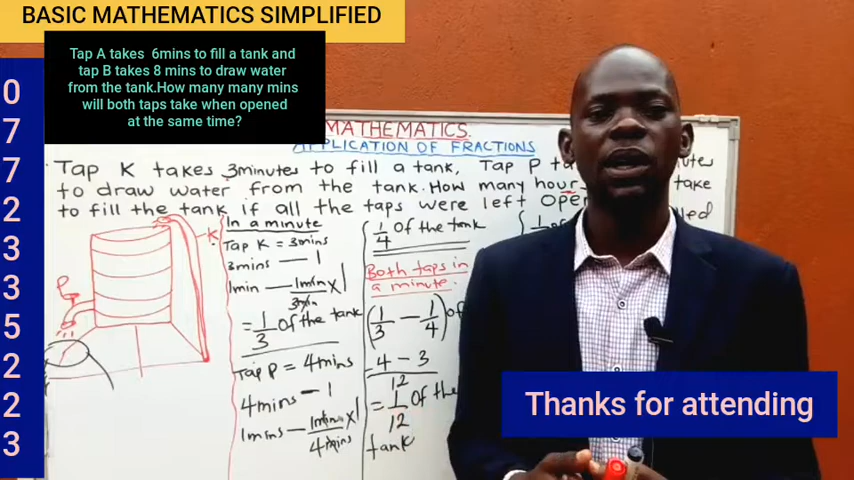 BASIC MATHEMATICS SIMPLIFIED
Tap A takes 6mins to fill a tank and
tap B takes 8 mins to draw water
from the tank.How many many mins
will both taps take when opened
at the same time?
0
7
7
2
3
3
5
2
2
3
MATHEMATICS.
APPLICATION OF FRACTIONS
Tap K takes 3minutes to fill a tank, Tap P
to draw water from the tank. How many hour take
to fill the tank if all the taps were left open
K
P
In a minute
Tap K = 3mins
3mins — 1
1min — 1min/3min x 1
= 1/3 of the tank
Tap P = 4mins
4mins — 1
1mins — 1mins/4mins x 1
1/4 of the tank
Both taps in
a minute.
(1/3 — 1/4) of
= 4 - 3
12
= 1/12 of the
tank
Thanks for attending